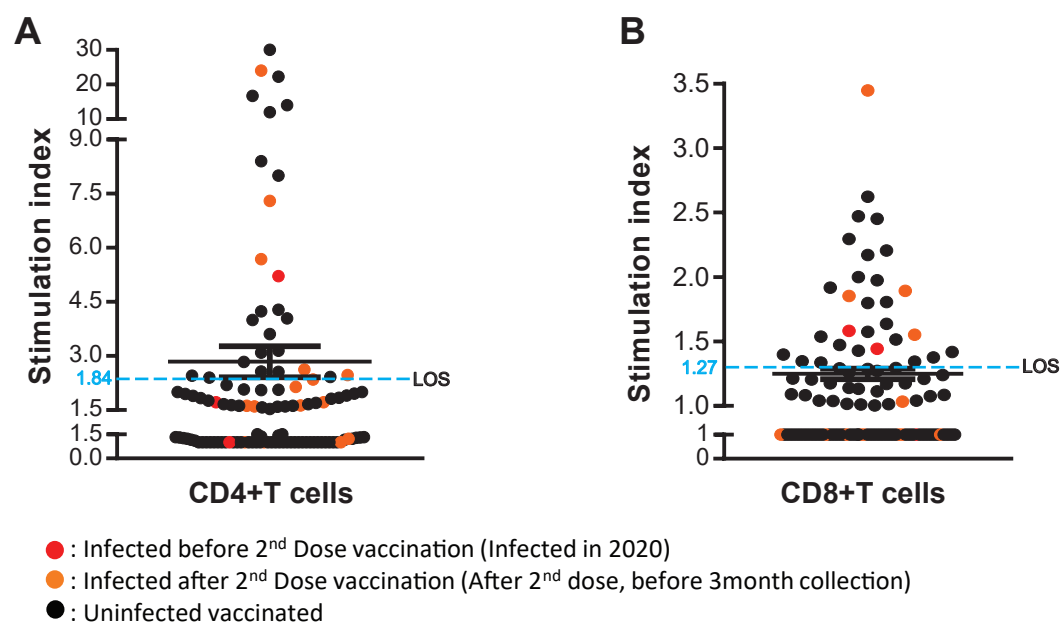 A
B
Stimulation index
30
20
10
9.0
7.5
6.0
4.5
3.0
1.84
1.5
1.5
0.0
LOS
CD4+T cells
Stimulation index
3.5
3.0
2.5
2.0
1.5
1.27
1.0
1
0
LOS
CD8+T cells
: Infected before 2nd Dose vaccination (Infected in 2020)
: Infected after 2nd Dose vaccination (After 2nd dose, before 3month collection)
: Uninfected vaccinated